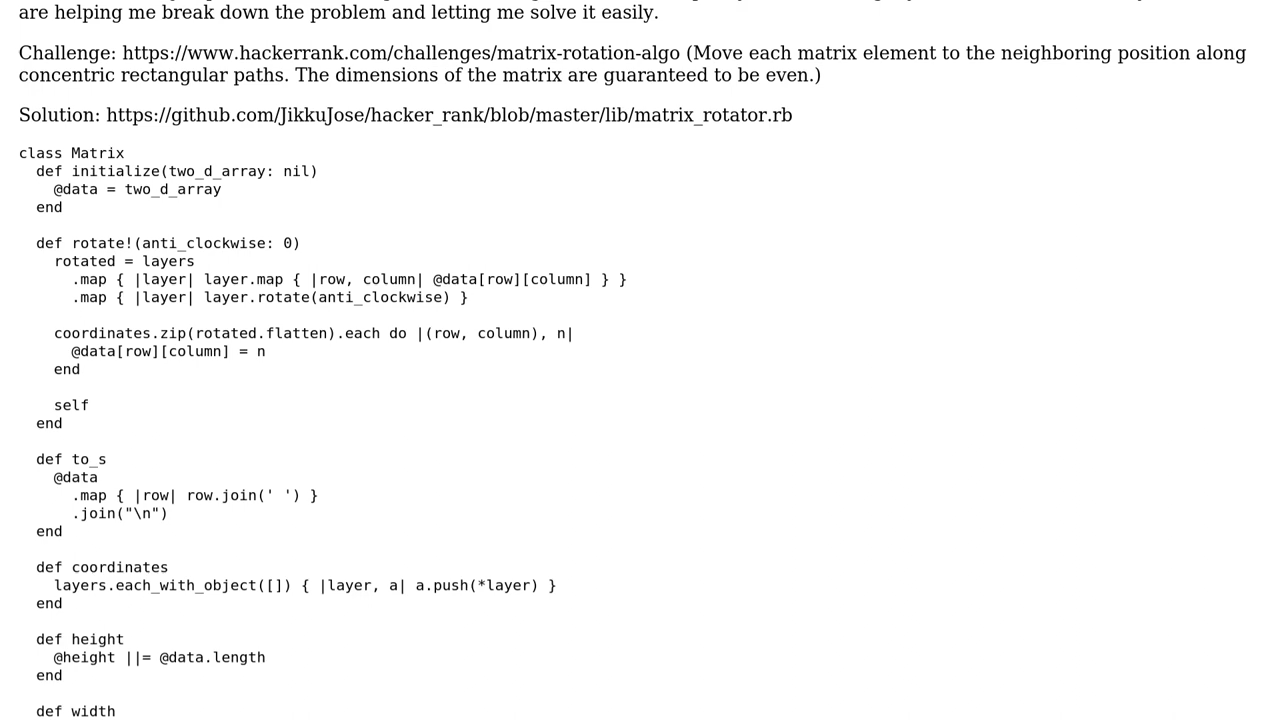 are helping me break down the problem and letting me solve it easily.
Challenge: https://www.hackerrank.com/challenges/matrix-rotation-algo (Move each matrix element to the neighboring position along
concentric rectangular paths. The dimensions of the matrix are guaranteed to be even.)
Solution: https://github.com/JikkuJose/hacker_rank/blob/master/lib/matrix_rotator.rb
class Matrix
  def initialize(two_d_array: nil)
    @data = two_d_array
  end

  def rotate!(anti_clockwise: 0)
    rotated = layers
      .map { |layer| layer.map { |row, column| @data[row][column] } }
      .map { |layer| layer.rotate(anti_clockwise) }

    coordinates.zip(rotated.flatten).each do |(row, column), n|
      @data[row][column] = n
    end

    self
  end

  def to_s
    @data
      .map { |row| row.join(' ') }
      .join("\n")
  end

  def coordinates
    layers.each_with_object([]) { |layer, a| a.push(*layer) }
  end

  def height
    @height ||= @data.length
  end

  def width